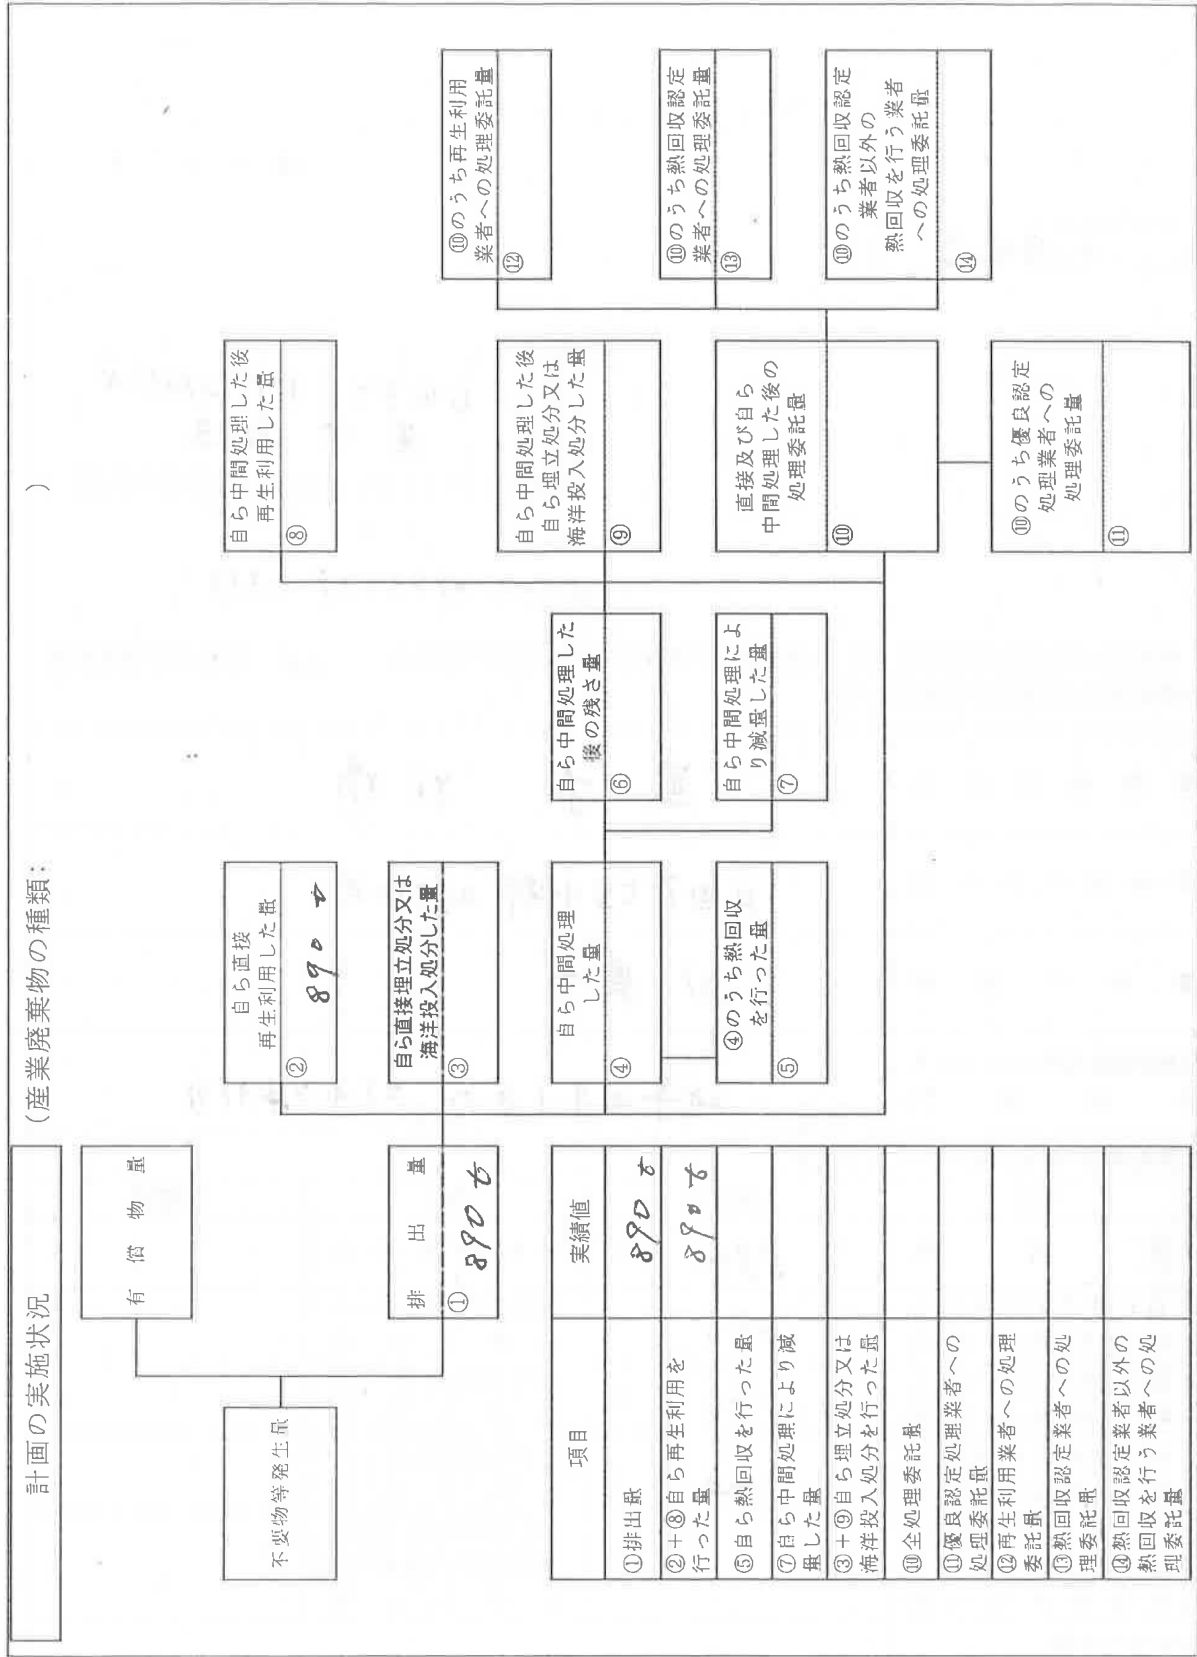 計画の実施状況
(産業廃棄物の種類:　　　)
不要物等発生量
有償物量
排出量
① 890 t
自ら直接
再生利用した量
② 890 t
自ら直接埋立処分又は
海洋投入処分した量
③
自ら中間処理
した量
④
④のうち熱回収
を行った量
⑤
自ら中間処理した
後の残さ量
⑥
自ら中間処理によ
り減量した量
⑦
自ら中間処理した後
再生利用した量
⑧
自ら中間処理した後
自ら埋立処分又は
海洋投入処分した量
⑨
直接及び自ら
中間処理した後の
処理委託量
⑩
⑩のうち優良認定
処理業者への
処理委託量
⑪
⑩のうち再生利用
業者への処理委託量
⑫
⑩のうち熱回収認定
業者への処理委託量
⑬
⑩のうち熱回収認定
業者以外の
熱回収を行う業者
への処理委託量
⑭
項目 実績値
①排出量 890 t
②+⑧自ら再生利用を
行った量 890 t
⑤自ら熱回収を行った量
⑦自ら中間処理により減
量した量
③+⑨自ら埋立処分又は
海洋投入処分を行った量
⑩全処理委託量
⑪優良認定処理業者への
処理委託量
⑫再生利用業者への処理
委託量
⑬熱回収認定業者への処
理委託量
⑭熱回収認定業者以外の
熱回収を行う業者への処
理委託量